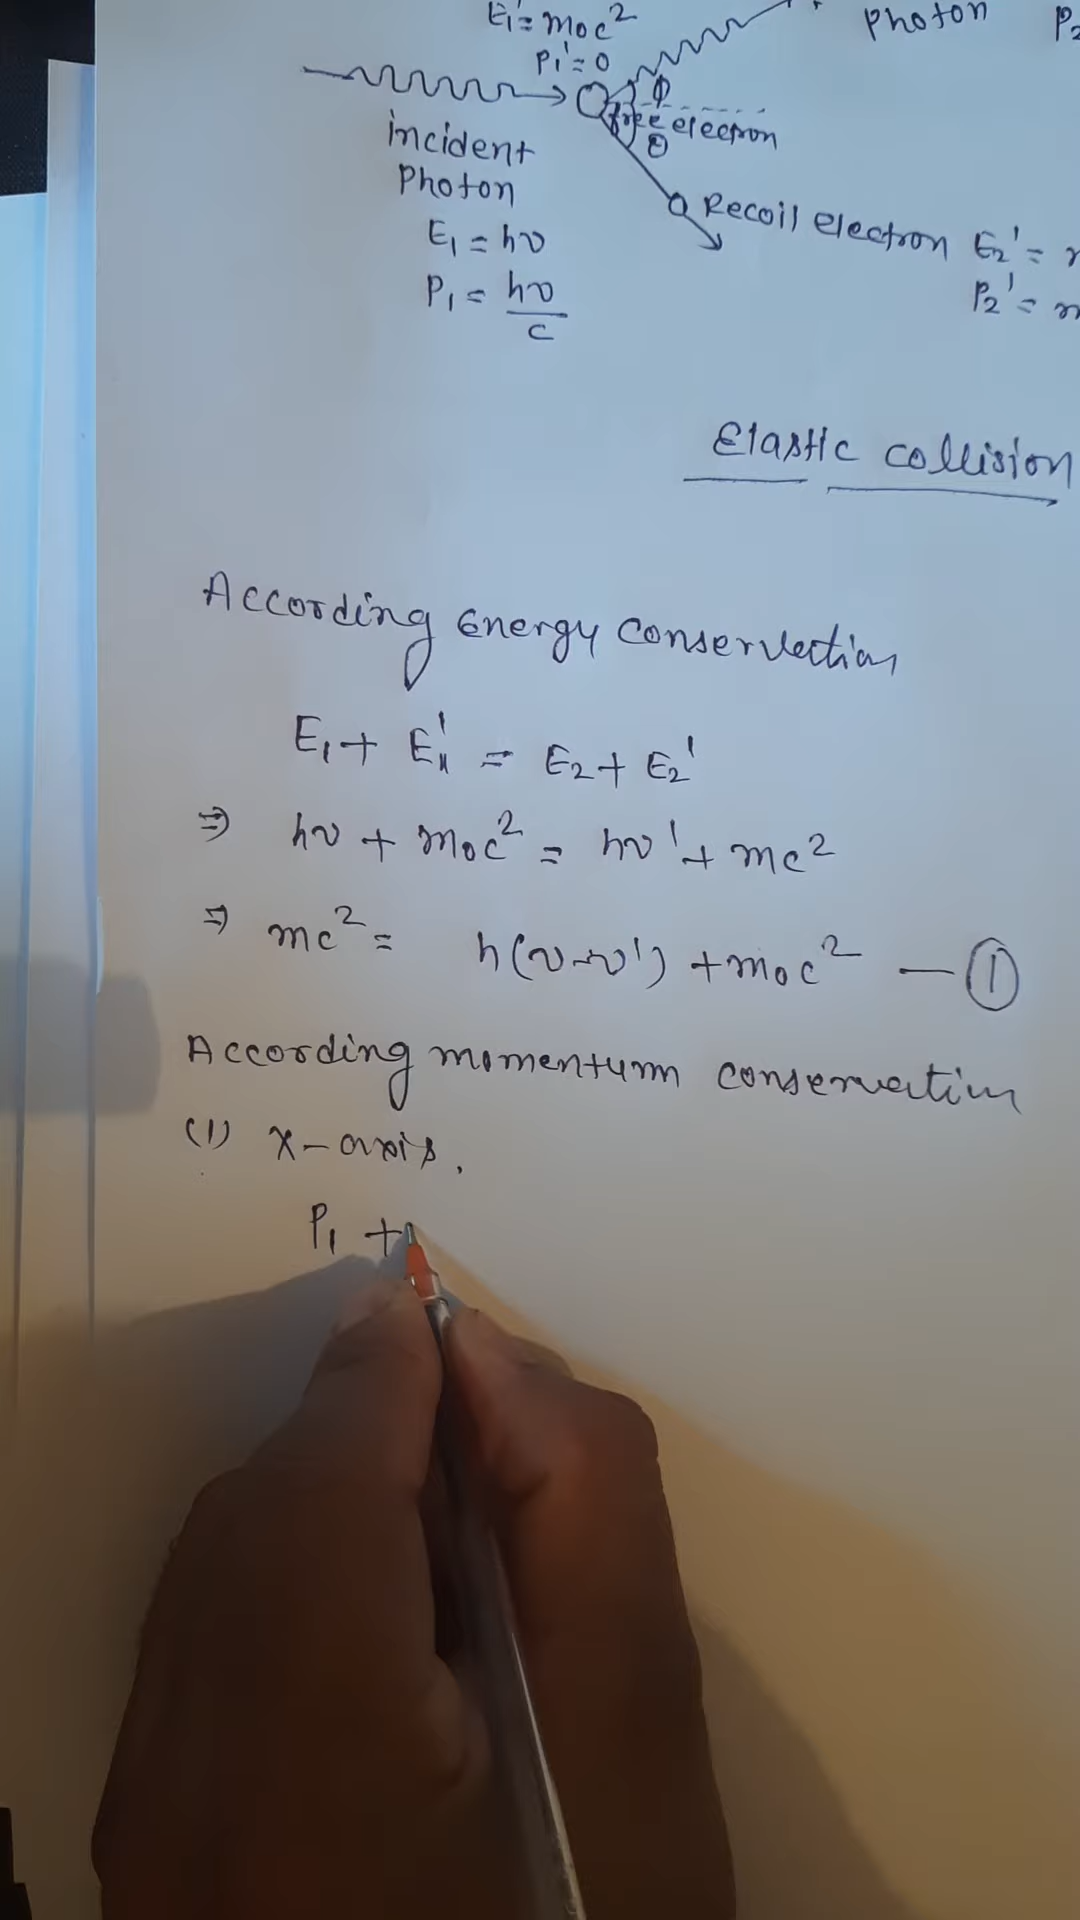 E₁'=m₀c²
Photon P₂
P₁'=0
φ
free electron
θ
incident
Photon
E₁ = hν
P₁ = hν/c
Recoil electron E₂' =
P₂' =
Elastic collision
According Energy conservation
E₁ + E₁' = E₂ + E₂'
⇒ hν + m₀c² = hν' + mc²
⇒ mc² = h(ν-ν') + m₀c² — ①
According momentum conservation
(1) x-axis.
P₁ +